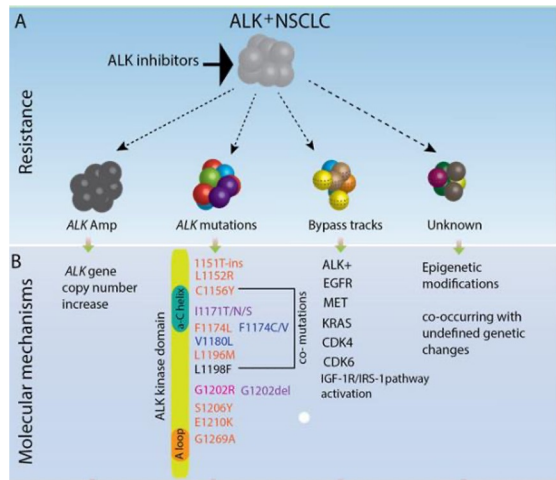 A
ALK+NSCLC
ALK inhibitors
Resistance
ALK Amp
ALK mutations
Bypass tracks
Unknown
B
Molecular mechanisms
ALK gene
copy number
increase
ALK kinase domain
a-C helix
A loop
1151T-ins
L1152R
C1156Y
I1171T/N/S
F1174L F1174C/V
V1180L
L1196M
L1198F
G1202R G1202del
S1206Y
E1210K
G1269A
co- mutations
ALK+
EGFR
MET
KRAS
CDK4
CDK6
IGF-1R/IRS-1pathway
activation
Epigenetic
modifications
co-occurring with
undefined genetic
changes